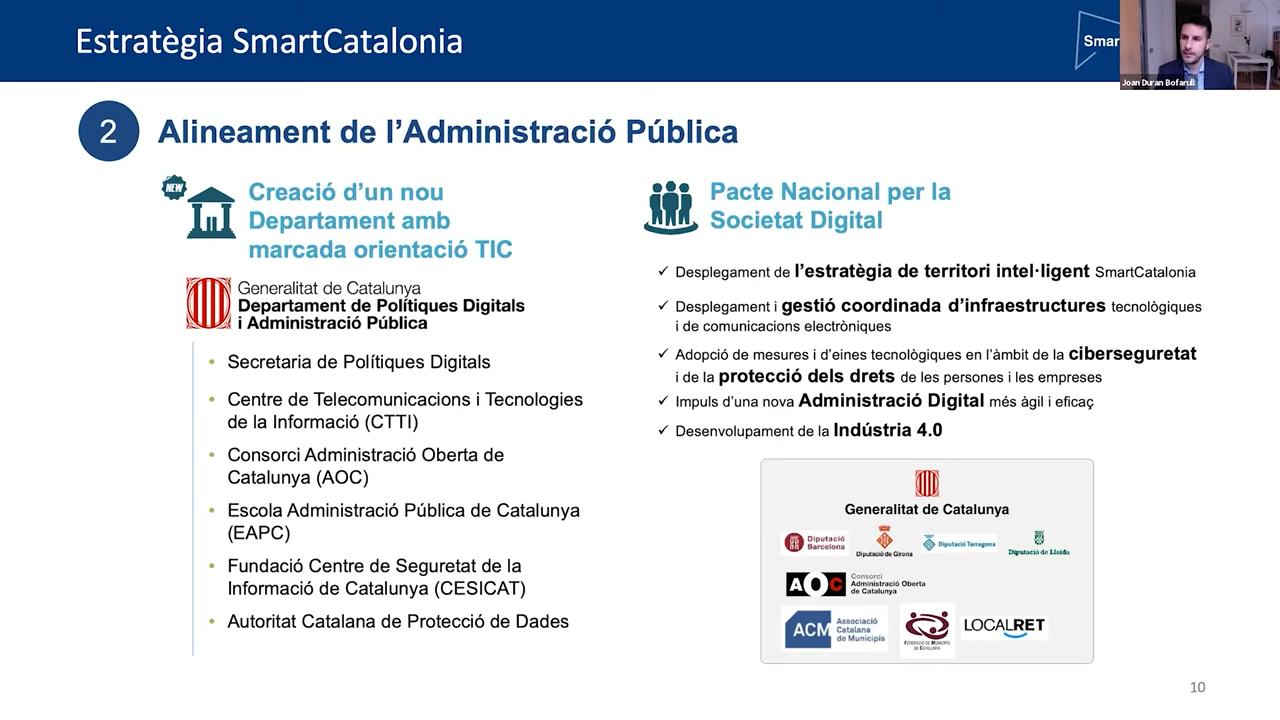 Estratègia SmartCatalonia
Smar
Joan Duran Bofarull
2
Alineament de l’Administració Pública
NEW
Creació d’un nou
Departament amb
marcada orientació TIC
Generalitat de Catalunya
Departament de Polítiques Digitals
i Administració Pública
• Secretaria de Polítiques Digitals
• Centre de Telecomunicacions i Tecnologies
de la Informació (CTTI)
• Consorci Administració Oberta de
Catalunya (AOC)
• Escola Administració Pública de Catalunya
(EAPC)
• Fundació Centre de Seguretat de la
Informació de Catalunya (CESICAT)
• Autoritat Catalana de Protecció de Dades
Pacte Nacional per la
Societat Digital
✓ Desplegament de l’estratègia de territori intel·ligent SmartCatalonia
✓ Desplegament i gestió coordinada d’infraestructures tecnològiques
i de comunicacions electròniques
✓ Adopció de mesures i d’eines tecnològiques en l’àmbit de la ciberseguretat
i de la protecció dels drets de les persones i les empreses
✓ Impuls d’una nova Administració Digital més àgil i eficaç
✓ Desenvolupament de la Indústria 4.0
Generalitat de Catalunya
Diputació
Barcelona
Diputació de Girona
Diputació Tarragona
Diputació de Lleida
AOC
Consorci
Administració Oberta
de Catalunya
ACM
Associació
Catalana
de Municipis
Federació de Municipis
de Catalunya
LOCALRET
10